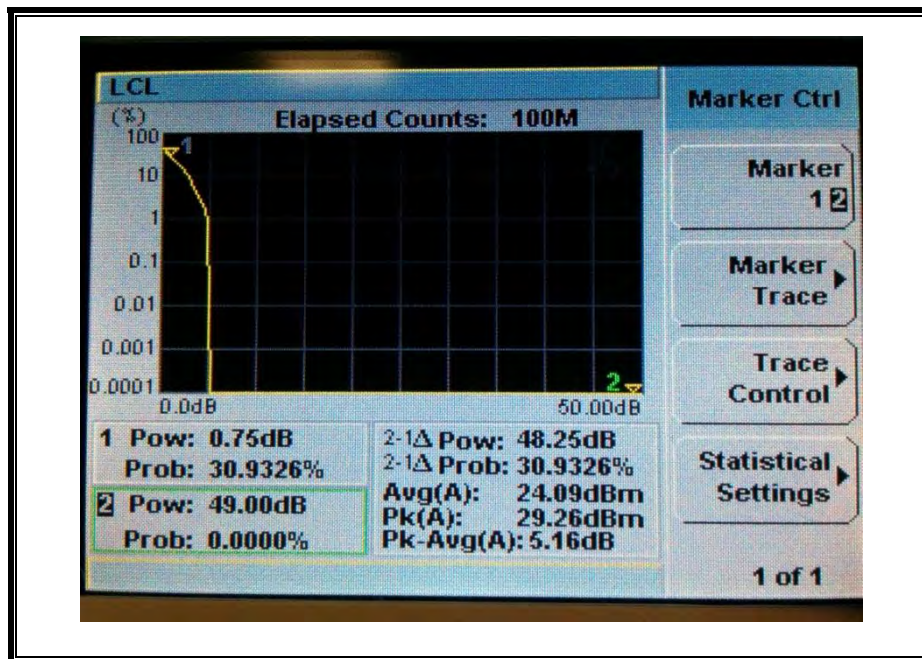 LCL
(%)
Elapsed Counts: 100M
100
10
1
0.1
0.01
0.001
0.0001
1
2
0.0dB
50.00dB
1 Pow: 0.75dB
Prob: 30.9326%
2 Pow: 49.00dB
Prob: 0.0000%
2-1Δ Pow: 48.25dB
2-1Δ Prob: 30.9326%
Avg(A): 24.09dBm
Pk(A): 29.26dBm
Pk-Avg(A): 5.16dB
Marker Ctrl
Marker
1 2
Marker
Trace
Trace
Control
Statistical
Settings
1 of 1